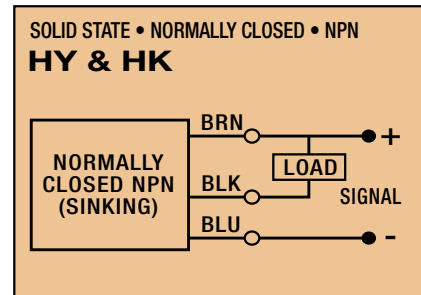 SOLID STATE • NORMALLY CLOSED • NPN
HY & HK
BRN
+
NORMALLY
CLOSED NPN
(SINKING)
LOAD
BLK
SIGNAL
BLU
-